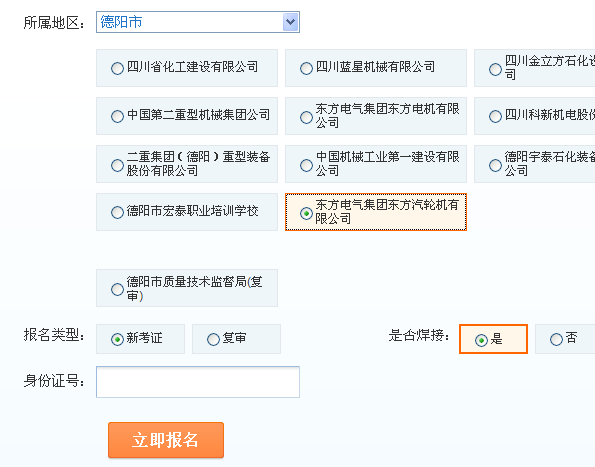 所属地区： 德阳市
四川省化工建设有限公司 四川蓝星机械有限公司 四川金立方石化设
司
中国第二重型机械集团公司 东方电气集团东方电机有限
公司 四川科新机电股份
二重集团（德阳）重型装备
股份有限公司 中国机械工业第一建设有限
公司 德阳宇泰石化装备
公司
德阳市宏泰职业培训学校 东方电气集团东方汽轮机有
限公司
德阳市质量技术监督局(复
审)
报名类型： 新考证 复审 是否焊接： 是 否
身份证号：
立即报名